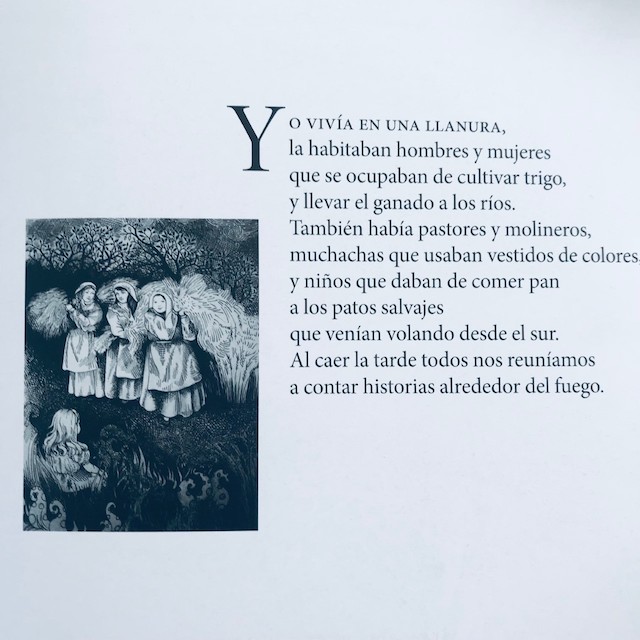 YO VIVÍA EN UNA LLANURA,
la habitaban hombres y mujeres
que se ocupaban de cultivar trigo,
y llevar el ganado a los ríos.
También había pastores y molineros,
muchachas que usaban vestidos de colores,
y niños que daban de comer pan
a los patos salvajes
que venían volando desde el sur.
Al caer la tarde todos nos reuníamos
a contar historias alrededor del fuego.